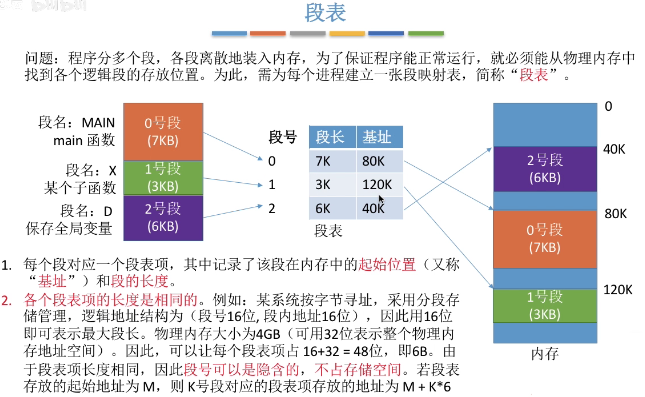 段表
问题：程序分多个段，各段离散地装入内存，为了保证程序能正常运行，就必须能从物理内存中
找到各个逻辑段的存放位置。为此，需为每个进程建立一张段映射表，简称“段表”。
段名：MAIN
main 函数
0号段
(7KB)
段名：X
某个子函数
1号段
(3KB)
段名：D
保存全局变量
2号段
(6KB)
段号 段长 基址
0 7K 80K
1 3K 120K
2 6K 40K
段表
0
40K
2号段
(6KB)
80K
0号段
(7KB)
120K
1号段
(3KB)
内存
1. 每个段对应一个段表项，其中记录了该段在内存中的起始位置（又称
“基址”）和段的长度。
2. 各个段表项的长度是相同的。例如：某系统按字节寻址，采用分段存
储管理，逻辑地址结构为（段号16位, 段内地址16位），因此用16位
即可表示最大段长。物理内存大小为4GB（可用32位表示整个物理内
存地址空间）。因此，可以让每个段表项占 16+32 = 48位，即6B。由
于段表项长度相同，因此段号可以是隐含的，不占存储空间。若段表
存放的起始地址为 M，则 K号段对应的段表项存放的地址为 M + K*6